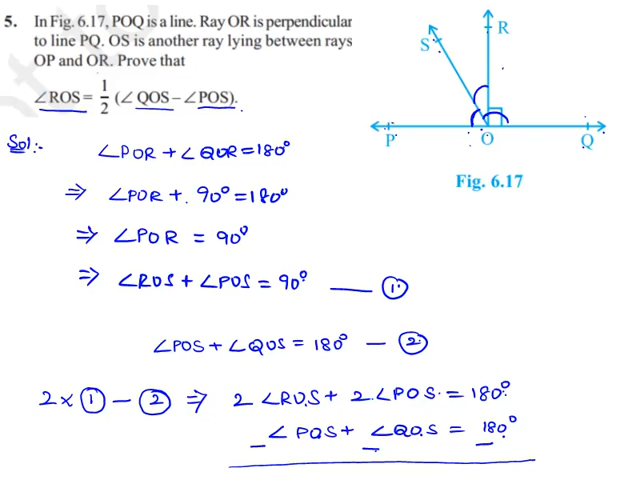 5. In Fig. 6.17, POQ is a line. Ray OR is perpendicular
to line PQ. OS is another ray lying between rays
OP and OR. Prove that
∠ROS = 1/2 (∠QOS – ∠POS).
R
S
P
O
Q
Fig. 6.17
Sol:-
∠POR + ∠QOR = 180°
⇒ ∠POR + 90° = 180°
⇒ ∠POR = 90°
⇒ ∠ROS + ∠POS = 90° — ①
∠POS + ∠QOS = 180° — ②
2 × ① – ② ⇒ 2 ∠ROS + 2 ∠POS = 180°
∠POS + ∠QOS = 180°
– – –